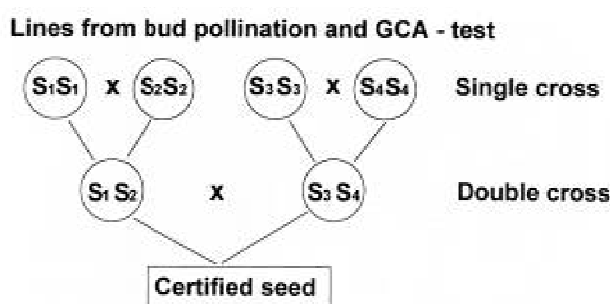 Lines from bud pollination and GCA - test
S₁S₁ x S₂S₂ S₃S₃ x S₄S₄ Single cross
S₁ S₂ x S₃ S₄ Double cross
Certified seed